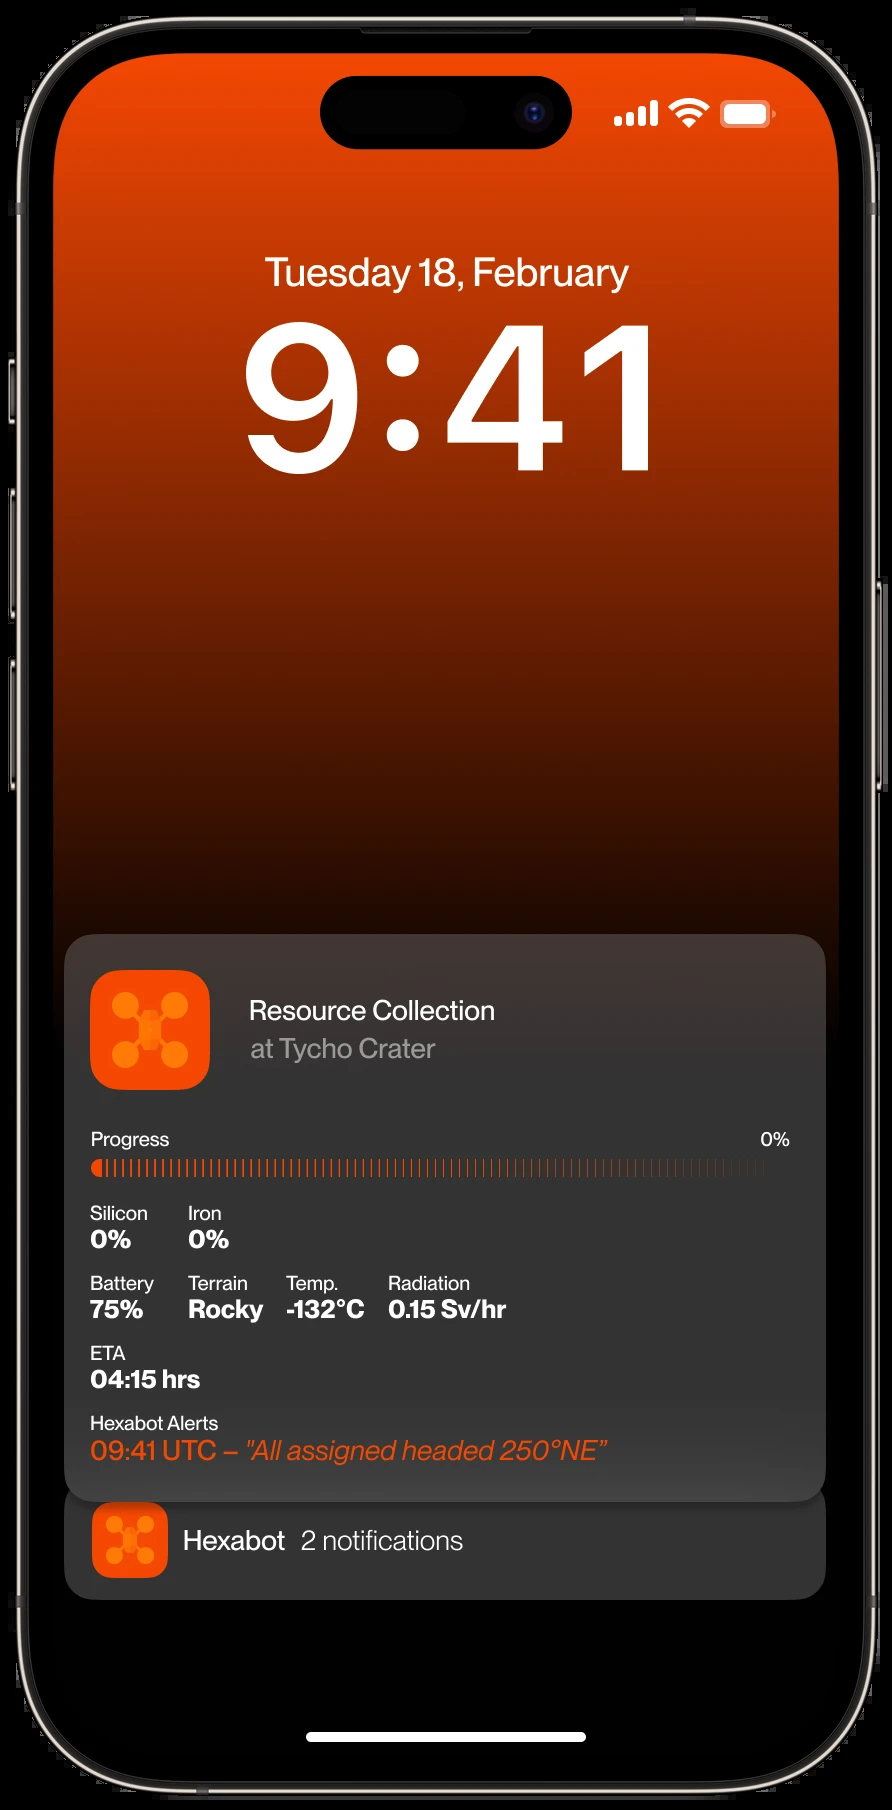 Tuesday 18, February
9:41
Resource Collection
at Tycho Crater
Progress 0%
Silicon Iron
0% 0%
Battery Terrain Temp. Radiation
75% Rocky -132°C 0.15 Sv/hr
ETA
04:15 hrs
Hexabot Alerts
09:41 UTC – "All assigned headed 250°NE”
Hexabot 2 notifications